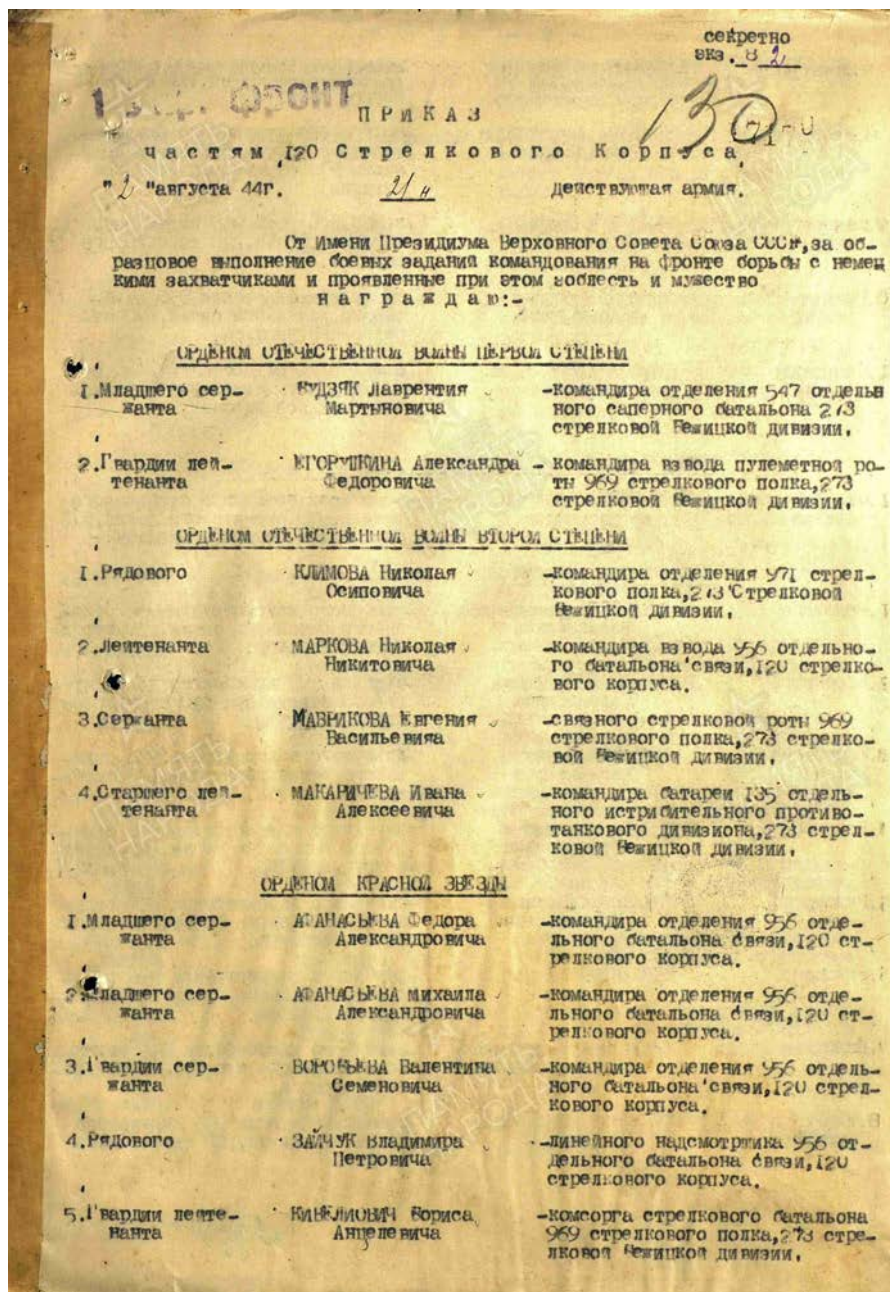 секретно
экз. в 2
ФРОНТ
ПРИКАЗ
частям 120 Стрелкового Корпуса
"2" августа 44г. 21/н действующая армия.
От Имени Президиума Верховного Совета Союза ССР, за об-
разцовое выполнение боевых заданий командования на фронте борьбы с немец
кими захватчиками и проявленные при этом доблесть и мужество
награждаю:-
ОРДЕНОМ ОТЕЧЕСТВЕННОЙ ВОЙНЫ ПЕРВОЙ СТЕПЕНИ
1.Младшего сер- КУДЗЯК Лаврентия -командира отделения 547 отдельн
жанта Мартыновича ного саперного батальона 273
стрелковой Бежицкой дивизии.
2.Гвардии лей- ЕГОРУШКИНА Александра - командира взвода пулеметной ро-
тенанта Федоровича ты 969 стрелкового полка,273
стрелковой Бежицкой дивизии.
ОРДЕНОМ ОТЕЧЕСТВЕННОЙ ВОЙНЫ ВТОРОЙ СТЕПЕНИ
1.Рядового КЛИМОВА Николая -командира отделения 971 стрел-
Осиповича кового полка,273 Стрелковой
Бежицкой дивизии.
2.Лейтенанта МАРКОВА Николая -командира взвода 956 отдельно-
Никитовича го батальона связи,120 стрелко-
вого корпуса.
3.Сержанта МАВРИКОВА Евгения -связного стрелковой роты 969
Васильевича стрелкового полка,273 стрелко-
вой Бежицкой дивизии.
4.Старшего лей- МАКАРИЧЕВА Ивана -командира батареи 135 отдель-
тенанта Алексеевича ного истрибительного противо-
танкового дивизиона,273 стрел-
ковой Бежицкой дивизии.
ОРДЕНОМ КРАСНОЙ ЗВЕЗДЫ
1.Младшего сер- АФАНАСЬЕВА Федора -командира отделения 956 отде-
жанта Александровича льного батальона связи,120 ст-
релкового корпуса.
2.Младшего сер- АФАНАСЬЕВА Михаила -командира отделения 956 отде-
жанта Александровича льного батальона связи,120 ст-
релкового корпуса.
3.Гвардии сер- ВОРОБЬЕВА Валентина -командира отделения 956 отдель-
жанта Семеновича ного батальона связи,120 стрел-
кового корпуса.
4.Рядового ЗАЙЧУК Владимира -линейного надсмотрщика 956 от-
Петровича дельного батальона связи,120
стрелкового корпуса.
5.Гвардии лейте- КИВЕЛИОВИЧ Бориса -комсорга стрелкового батальона
нанта Анцелевича 969 стрелкового полка,273 стре-
лковой Бежицкой дивизии.